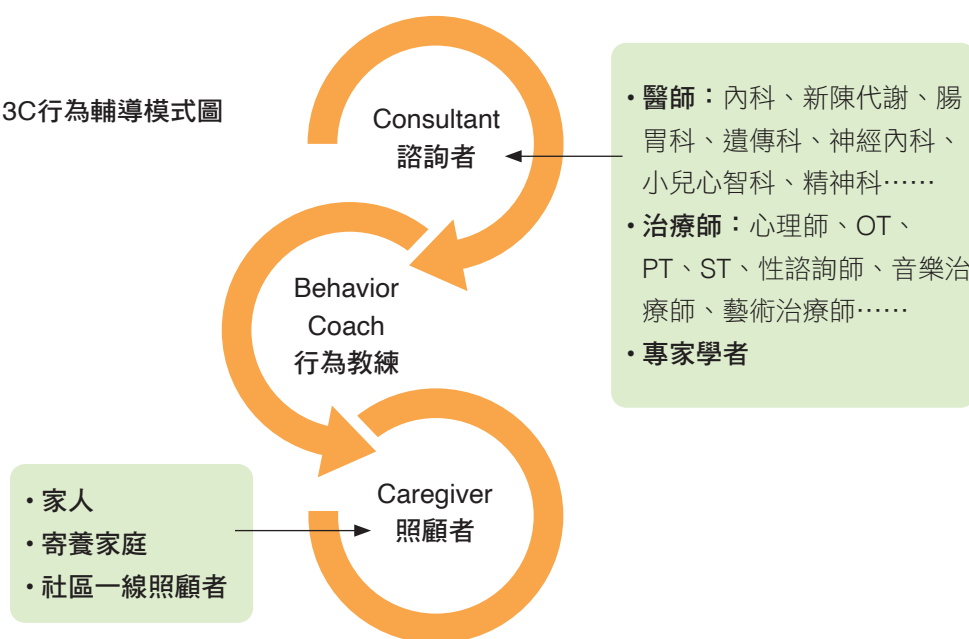 3C行為輔導模式圖
Consultant
諮詢者
•醫師：內科、新陳代謝、腸
胃科、遺傳科、神經內科、
小兒心智科、精神科……
•治療師：心理師、OT、
PT、ST、性諮詢師、音樂治
療師、藝術治療師……
•專家學者
Behavior
Coach
行為教練
Caregiver
照顧者
•家人
•寄養家庭
•社區一線照顧者